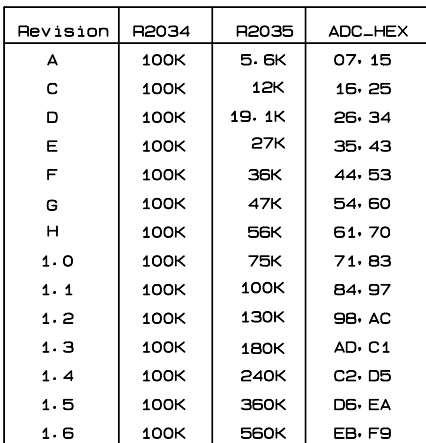 Revision R2034 R2035 ADC_HEX
A 100K 5.6K 07, 15
C 100K 12K 16, 25
D 100K 19.1K 26, 34
E 100K 27K 35, 43
F 100K 36K 44, 53
G 100K 47K 54, 60
H 100K 56K 61, 70
1.0 100K 75K 71, 83
1.1 100K 100K 84, 97
1.2 100K 130K 98, AC
1.3 100K 180K AD, C1
1.4 100K 240K C2, D5
1.5 100K 360K D6, EA
1.6 100K 560K EB, F9